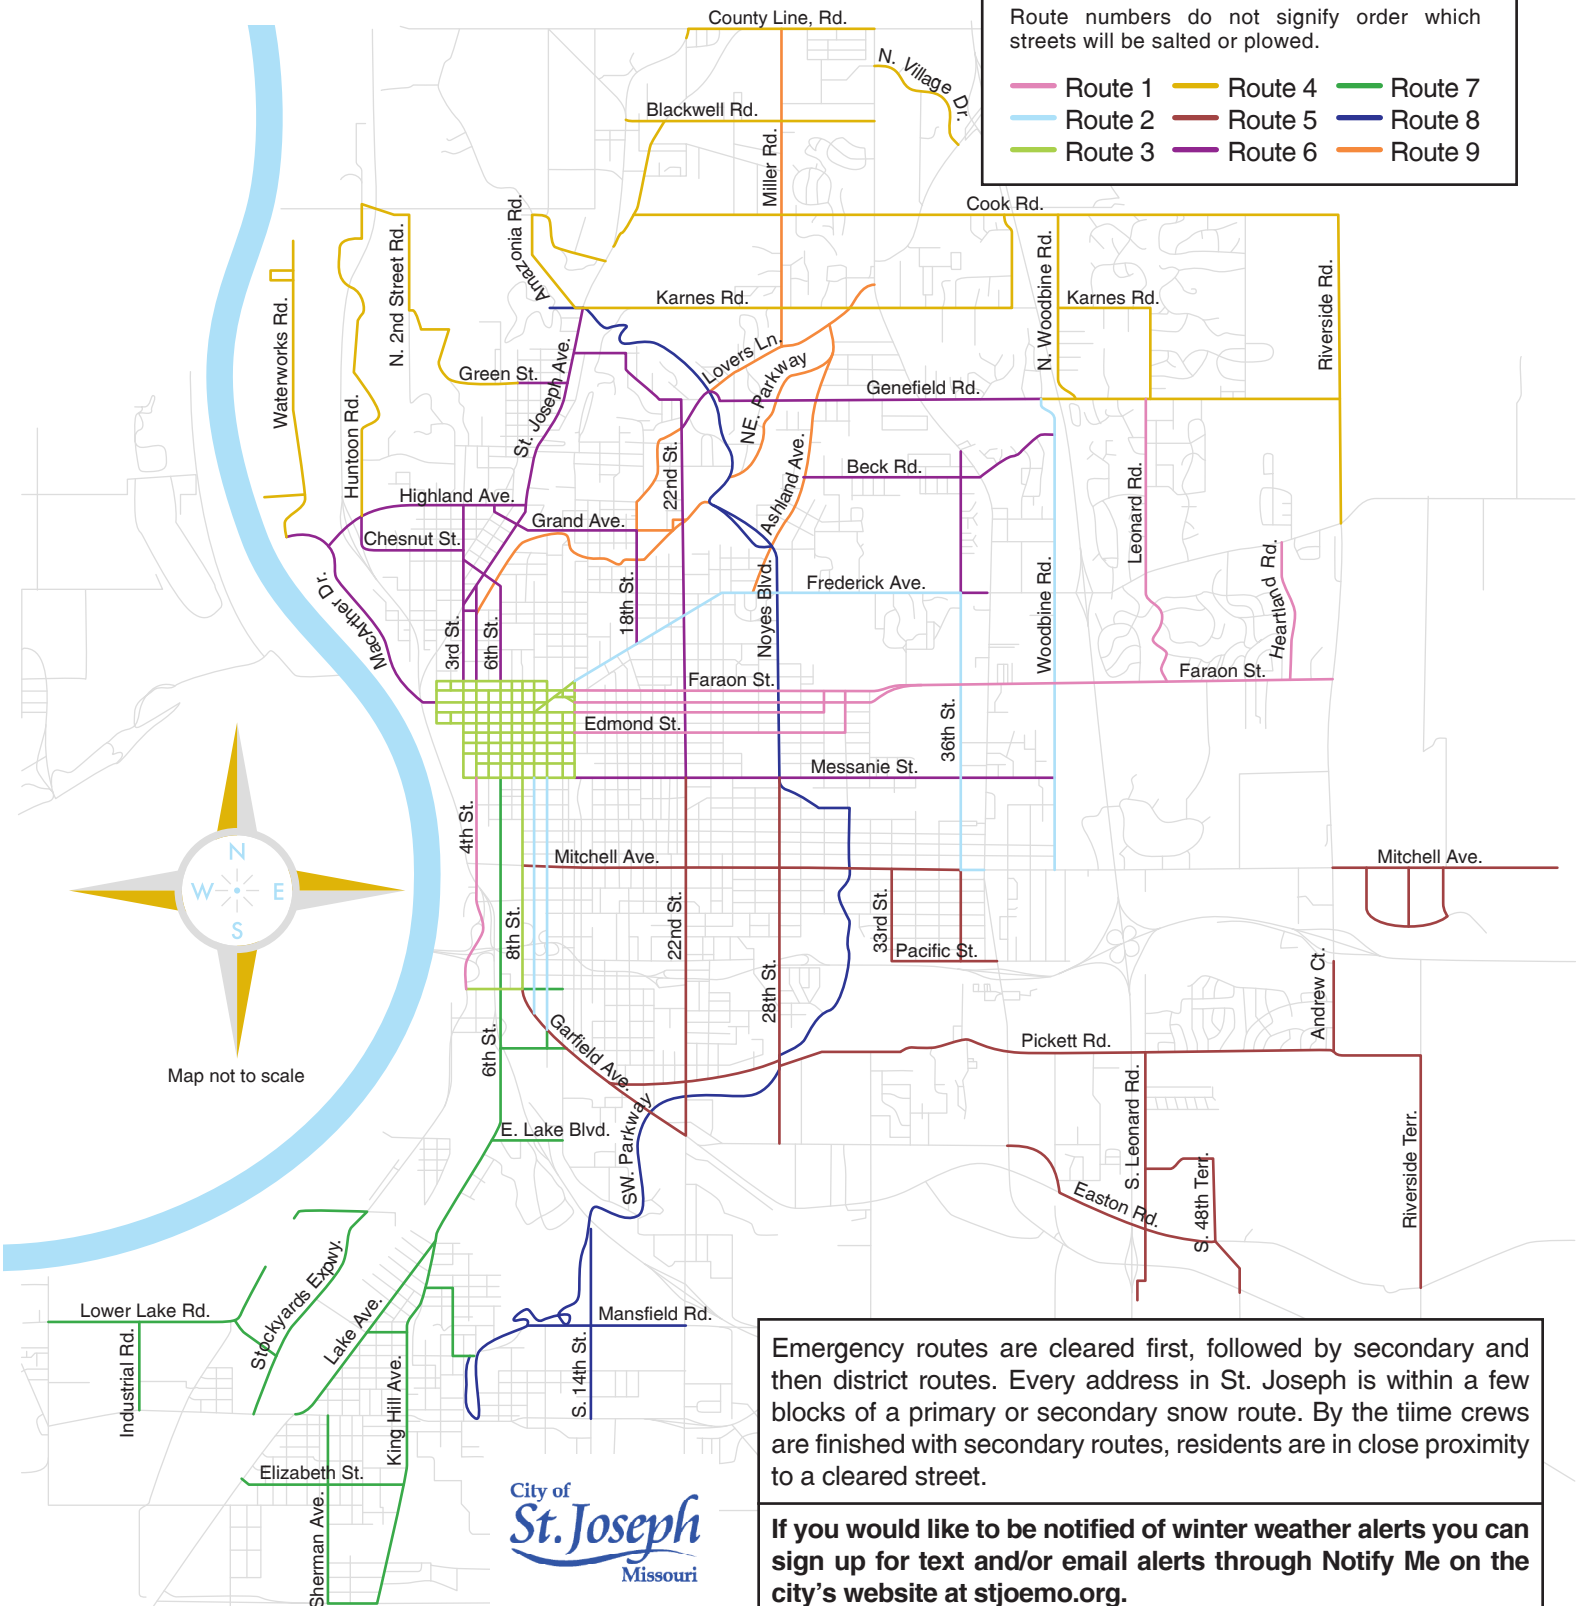 County Line, Rd.
Route numbers do not signify order which
streets will be salted or plowed.
Route 1 Route 4 Route 7
Route 2 Route 5 Route 8
Route 3 Route 6 Route 9
N. Village Dr.
Blackwell Rd.
Miller Rd.
Cook Rd.
Amazonia Rd.
N. 2nd Street Rd.
Waterworks Rd.
Karnes Rd.
N. Woodbine Rd.
Karnes Rd.
Riverside Rd.
Lovers Ln.
NE. Parkway
Green St.
St. Joseph Ave.
Genefield Rd.
Huntoon Rd.
22nd St.
Beck Rd.
Ashland Ave.
Leonard Rd.
Highland Ave.
Grand Ave.
Chesnut St.
MacArther Dr.
3rd St.
6th St.
18th St.
Noyes Blvd.
Frederick Ave.
Woodbine Rd.
Heartland Rd.
Faraon St.
Faraon St.
Edmond St.
36th St.
Messanie St.
4th St.
Mitchell Ave.
Mitchell Ave.
N
W E
S
8th St.
22nd St.
33rd St.
Pacific St.
28th St.
Andrew Ct.
Garfield Ave.
6th St.
Pickett Rd.
Map not to scale
E. Lake Blvd.
SW. Parkway
S. Leonard Rd.
Easton Rd.
S. 48th Terr.
Riverside Terr.
Stockyards Expwy.
Lower Lake Rd.
Industrial Rd.
Lake Ave.
King Hill Ave.
Mansfield Rd.
S. 14th St.
Elizabeth St.
Sherman Ave.
City of
St. Joseph
Missouri
Emergency routes are cleared first, followed by secondary and
then district routes. Every address in St. Joseph is within a few
blocks of a primary or secondary snow route. By the tiime crews
are finished with secondary routes, residents are in close proximity
to a cleared street.
If you would like to be notified of winter weather alerts you can
sign up for text and/or email alerts through Notify Me on the
city's website at stjoemo.org.